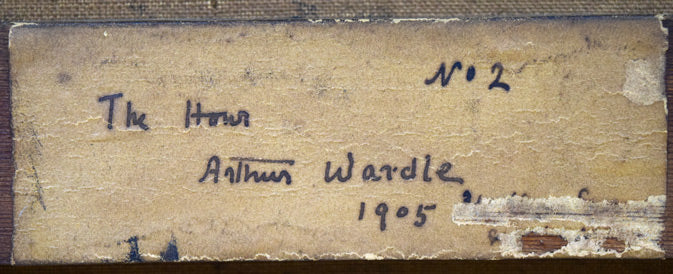 No 2
The Hour
Arthur Wardle
1905